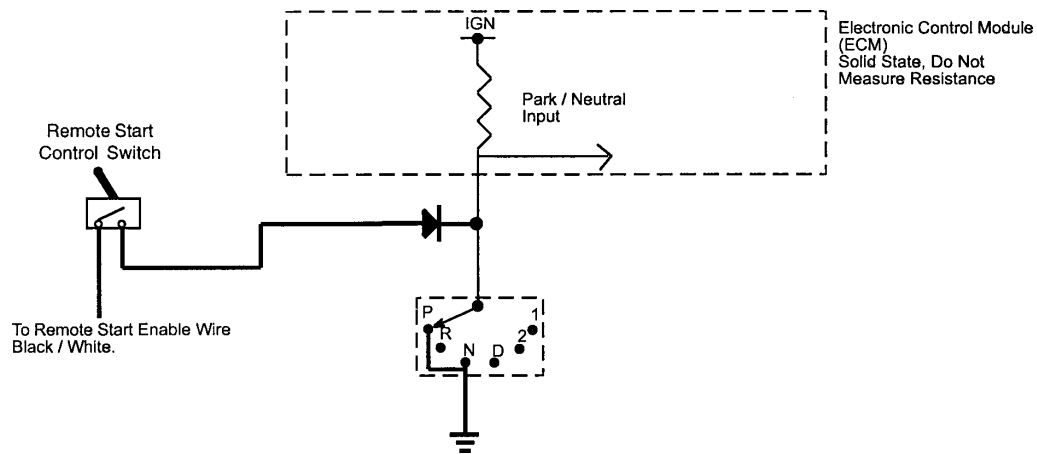 IGN
Electronic Control Module
(ECM)
Solid State, Do Not
Measure Resistance
Park / Neutral
Input
Remote Start
Control Switch
To Remote Start Enable Wire
Black / White.
P
R
N
D
2
1